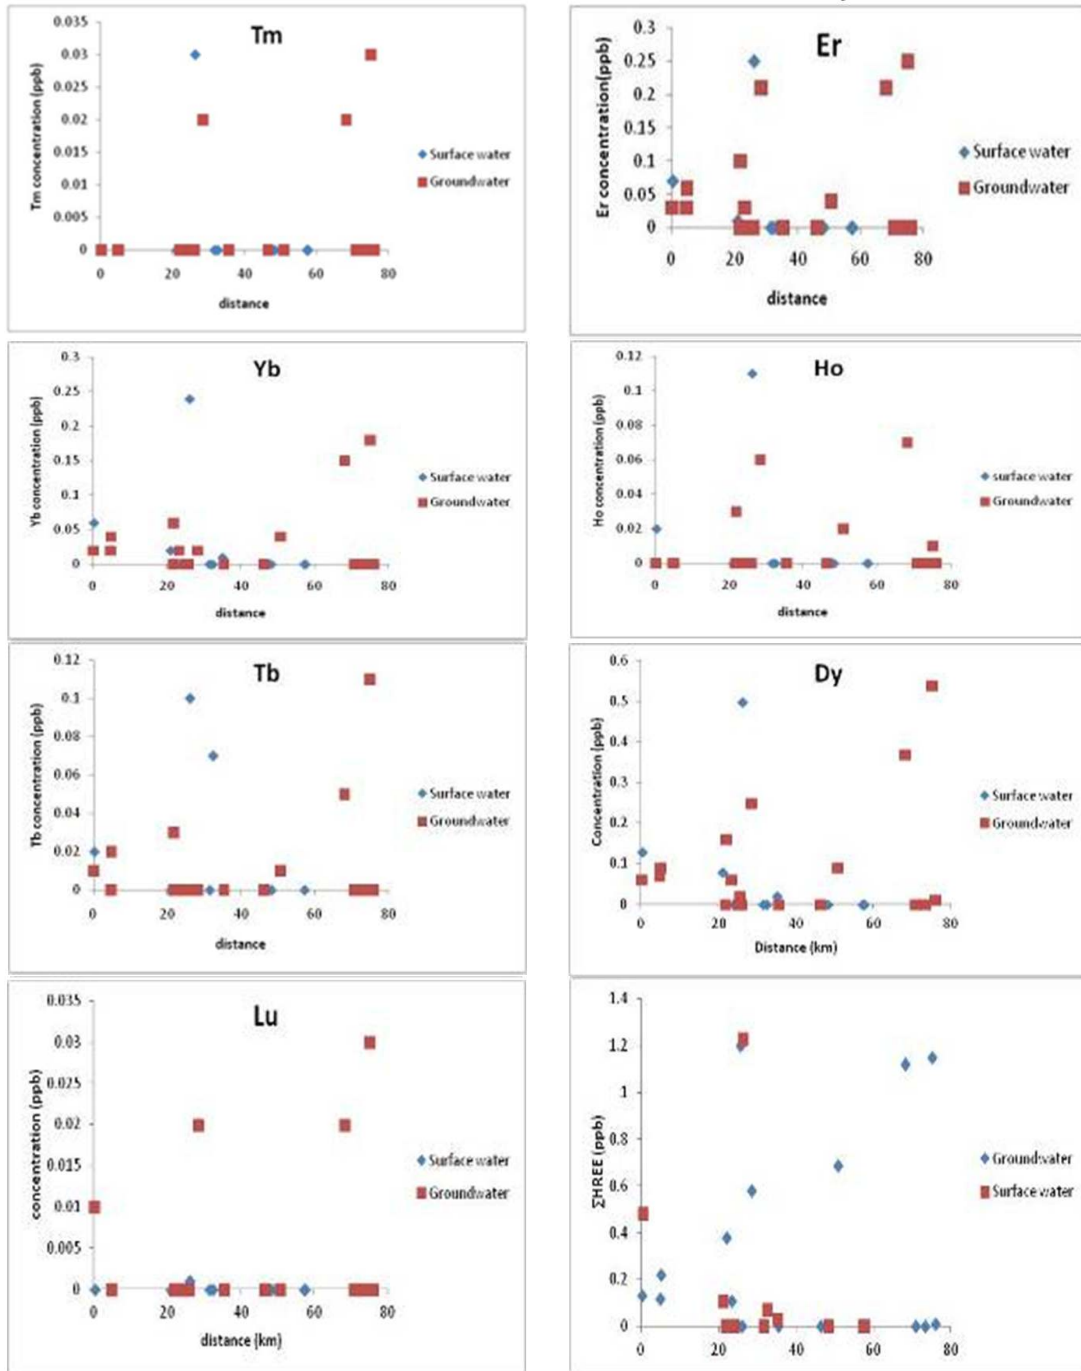 Tm
Tm concentration (ppb)
0.035
0.03
0.025
0.02
0.015
0.01
0.005
0
0 20 40 60 80
distance
Surface water
Groundwater
Er
Er concentration(ppb)
0.3
0.25
0.2
0.15
0.1
0.05
0
0 20 40 60 80
distance
Surface water
Groundwater
Yb
Yb concentration (ppb)
0.3
0.25
0.2
0.15
0.1
0.05
0
0 20 40 60 80
distance
Surface water
Groundwater
Ho
Ho concentration (ppb)
0.12
0.1
0.08
0.06
0.04
0.02
0
0 20 40 60 80
distance
surface water
Groundwater
Tb
Tb concentration (ppb)
0.12
0.1
0.08
0.06
0.04
0.02
0
0 20 40 60 80
distance
Surface water
Groundwater
Dy
Concentration (ppb)
0.6
0.5
0.4
0.3
0.2
0.1
0
0 20 40 60 80
Distance (km)
Surface water
Groundwater
Lu
concentration (ppb)
0.035
0.03
0.025
0.02
0.015
0.01
0.005
0
0 20 40 60 80
distance (km)
Surface water
Groundwater
∑HREE (ppb)
1.4
1.2
1
0.8
0.6
0.4
0.2
0
0 20 40 60 80
Groundwater
Surface water